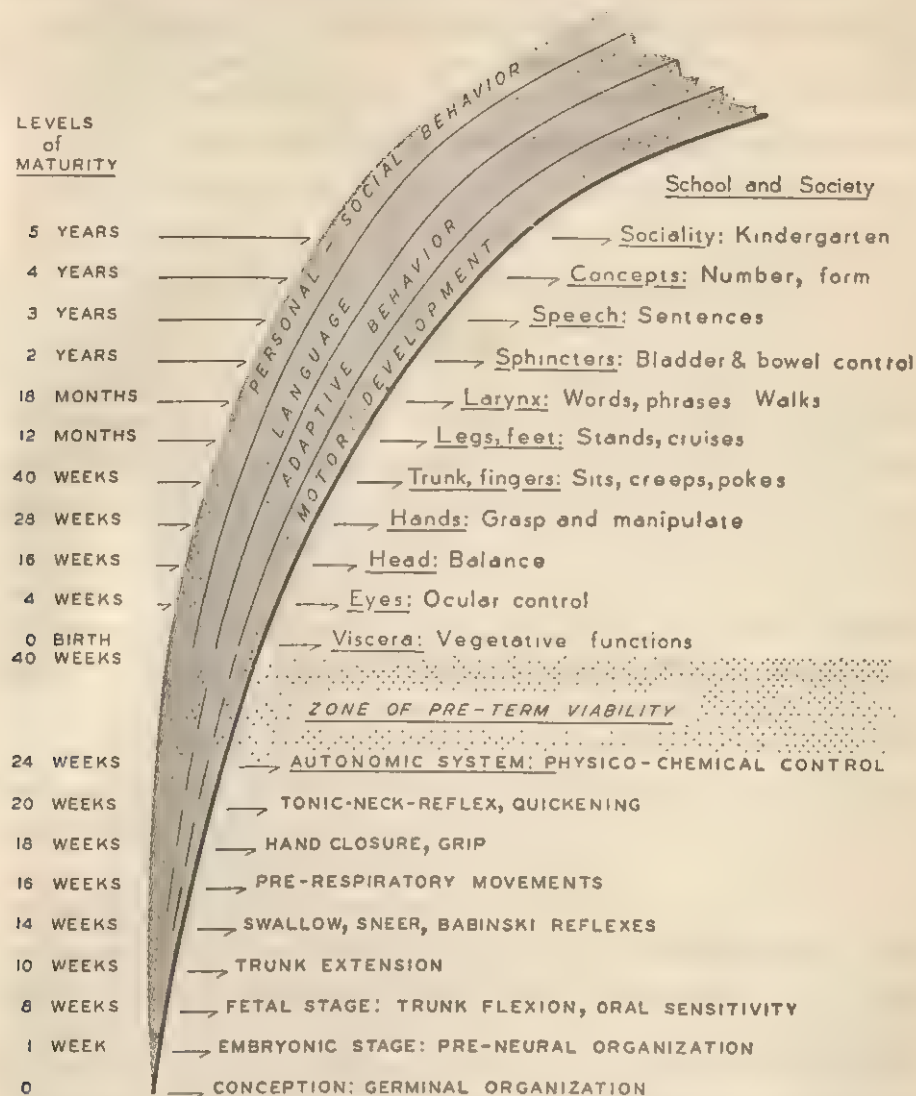 LEVELS
of
MATURITY
PERSONAL - SOCIAL BEHAVIOR
LANGUAGE
ADAPTIVE BEHAVIOR
MOTOR DEVELOPMENT
School and Society
5 YEARS Sociality: Kindergarten
4 YEARS Concepts: Number, form
3 YEARS Speech: Sentences
2 YEARS Sphincters: Bladder & bowel control
18 MONTHS Larynx: Words, phrases Walks
12 MONTHS Legs, feet: Stands, cruises
40 WEEKS Trunk, fingers: Sits, creeps, pokes
28 WEEKS Hands: Grasp and manipulate
16 WEEKS Head: Balance
4 WEEKS Eyes: Ocular control
0 BIRTH Viscera: Vegetative functions
40 WEEKS
ZONE OF PRE-TERM VIABILITY
24 WEEKS AUTONOMIC SYSTEM: PHYSICO-CHEMICAL CONTROL
20 WEEKS TONIC-NECK-REFLEX, QUICKENING
18 WEEKS HAND CLOSURE, GRIP
16 WEEKS PRE-RESPIRATORY MOVEMENTS
14 WEEKS SWALLOW, SNEER, BABINSKI REFLEXES
10 WEEKS TRUNK EXTENSION
8 WEEKS FETAL STAGE: TRUNK FLEXION, ORAL SENSITIVITY
1 WEEK EMBRYONIC STAGE: PRE-NEURAL ORGANIZATION
0 CONCEPTION: GERMINAL ORGANIZATION